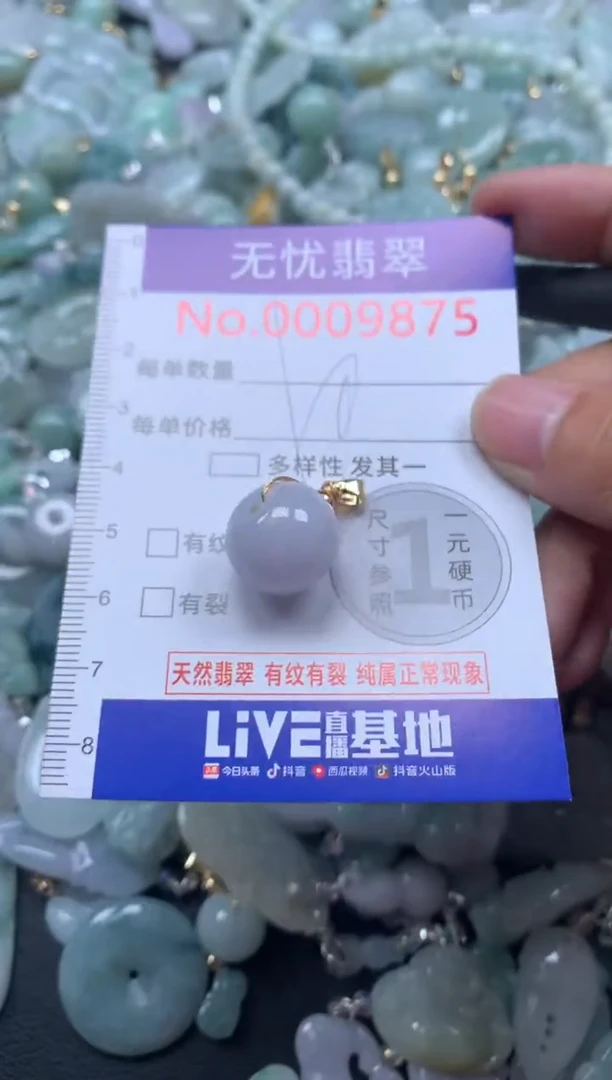 无忧翡翠
No.0009875
每单数量
每单价格
多样性 发其一
有纹
有裂
尺寸参照
1
一元硬币
天然翡翠 有纹有裂 纯属正常现象
LiVE直播基地
今日头条 抖音 西瓜视频 抖音火山版
0
1
2
3
4
5
6
7
8